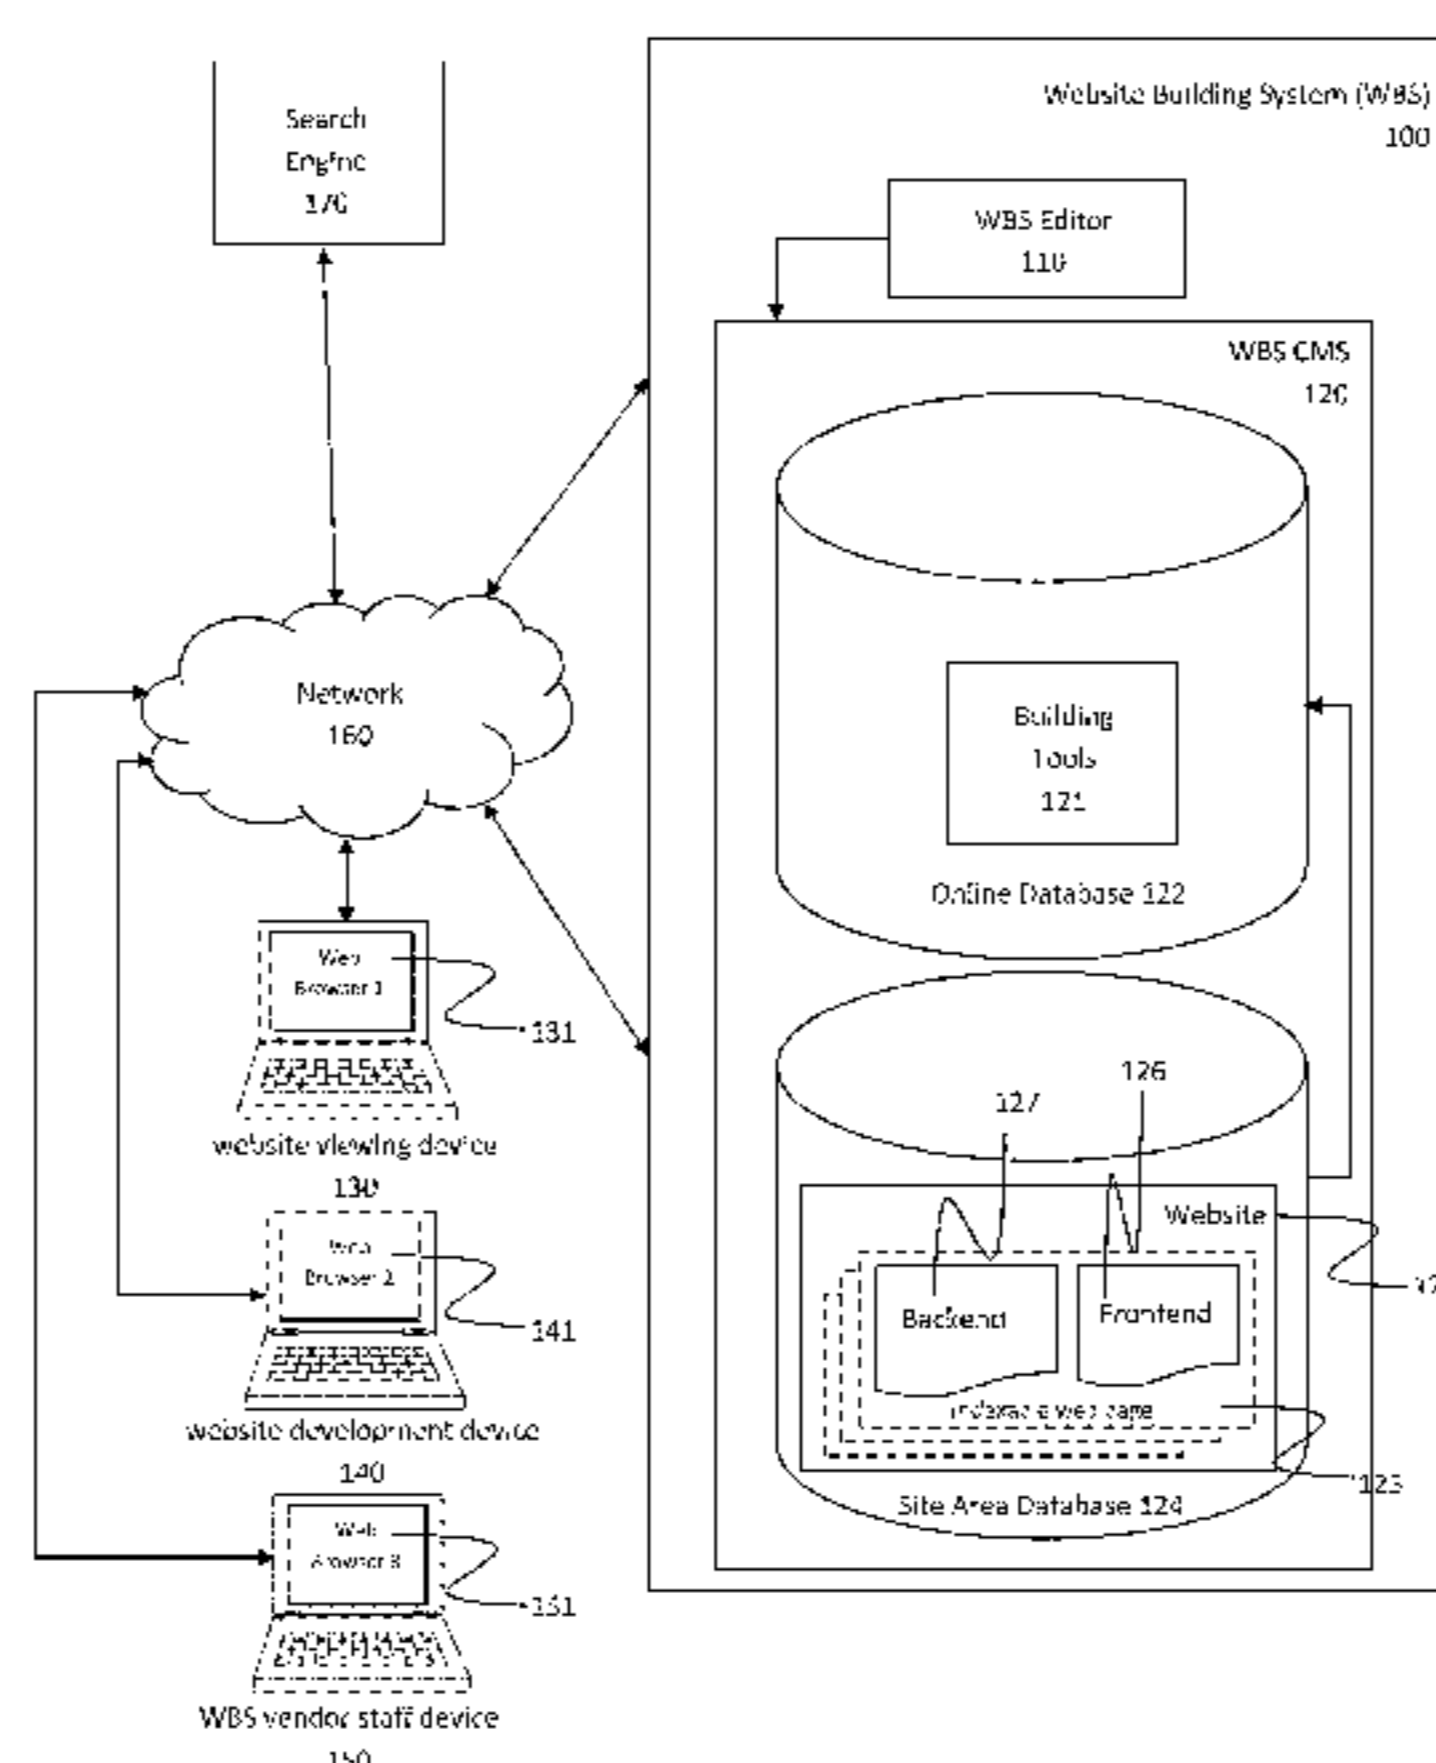 Website Building System (WBS)
100
Search
Engine
170
WBS Editor
110
WBS CMS
120
Network
160
Building
Tools
121
Online Database 122
Web
Browser 1
131
website viewing device
130
126
127
Website
Backend
Frontend
Web
Browser 2
141
website development device
140
web page
123
Site Area Database 124
Web
Browser 3
151
WBS vendor staff device
150